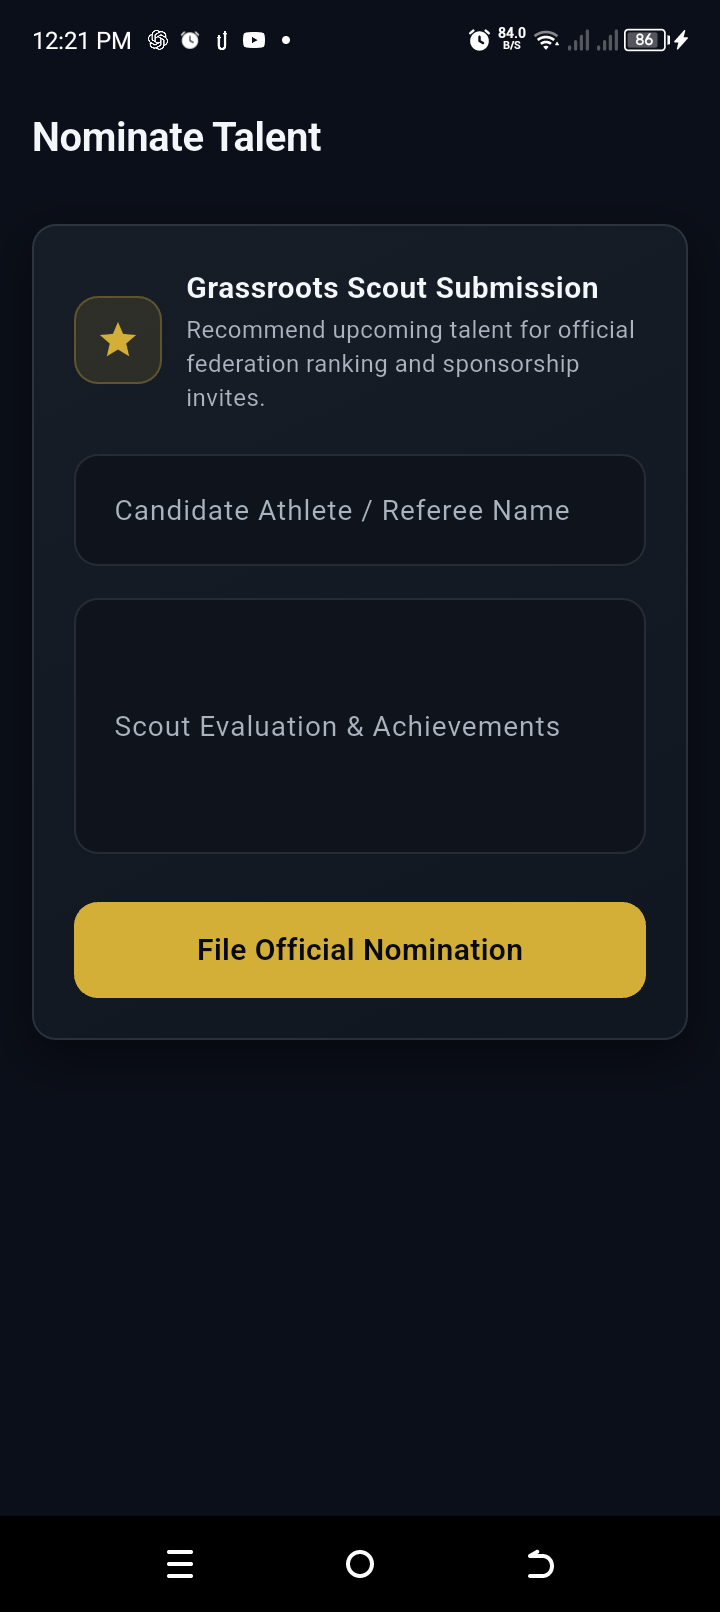 12:21 PM
84.0
B/S
86
Nominate Talent
Grassroots Scout Submission
Recommend upcoming talent for official
federation ranking and sponsorship
invites.
Candidate Athlete / Referee Name
Scout Evaluation & Achievements
File Official Nomination